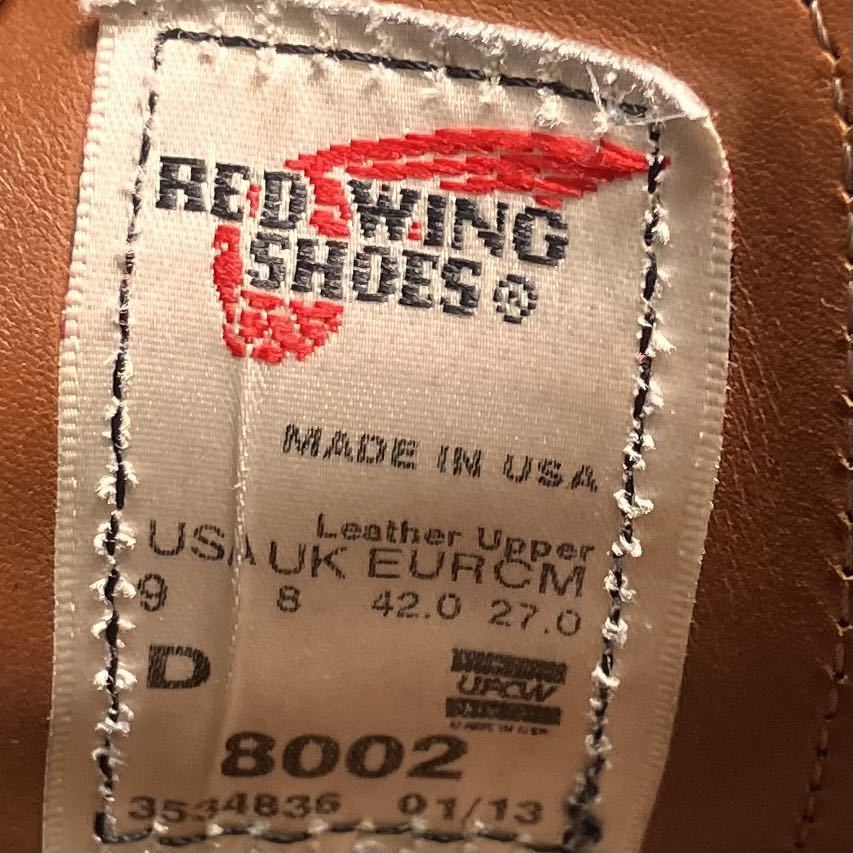 RED WING
SHOES®
MADE IN USA
Leather Upper
USA UK EUR CM
9 8 42.0 27.0
D
UFCW
8002
3534836 01/13